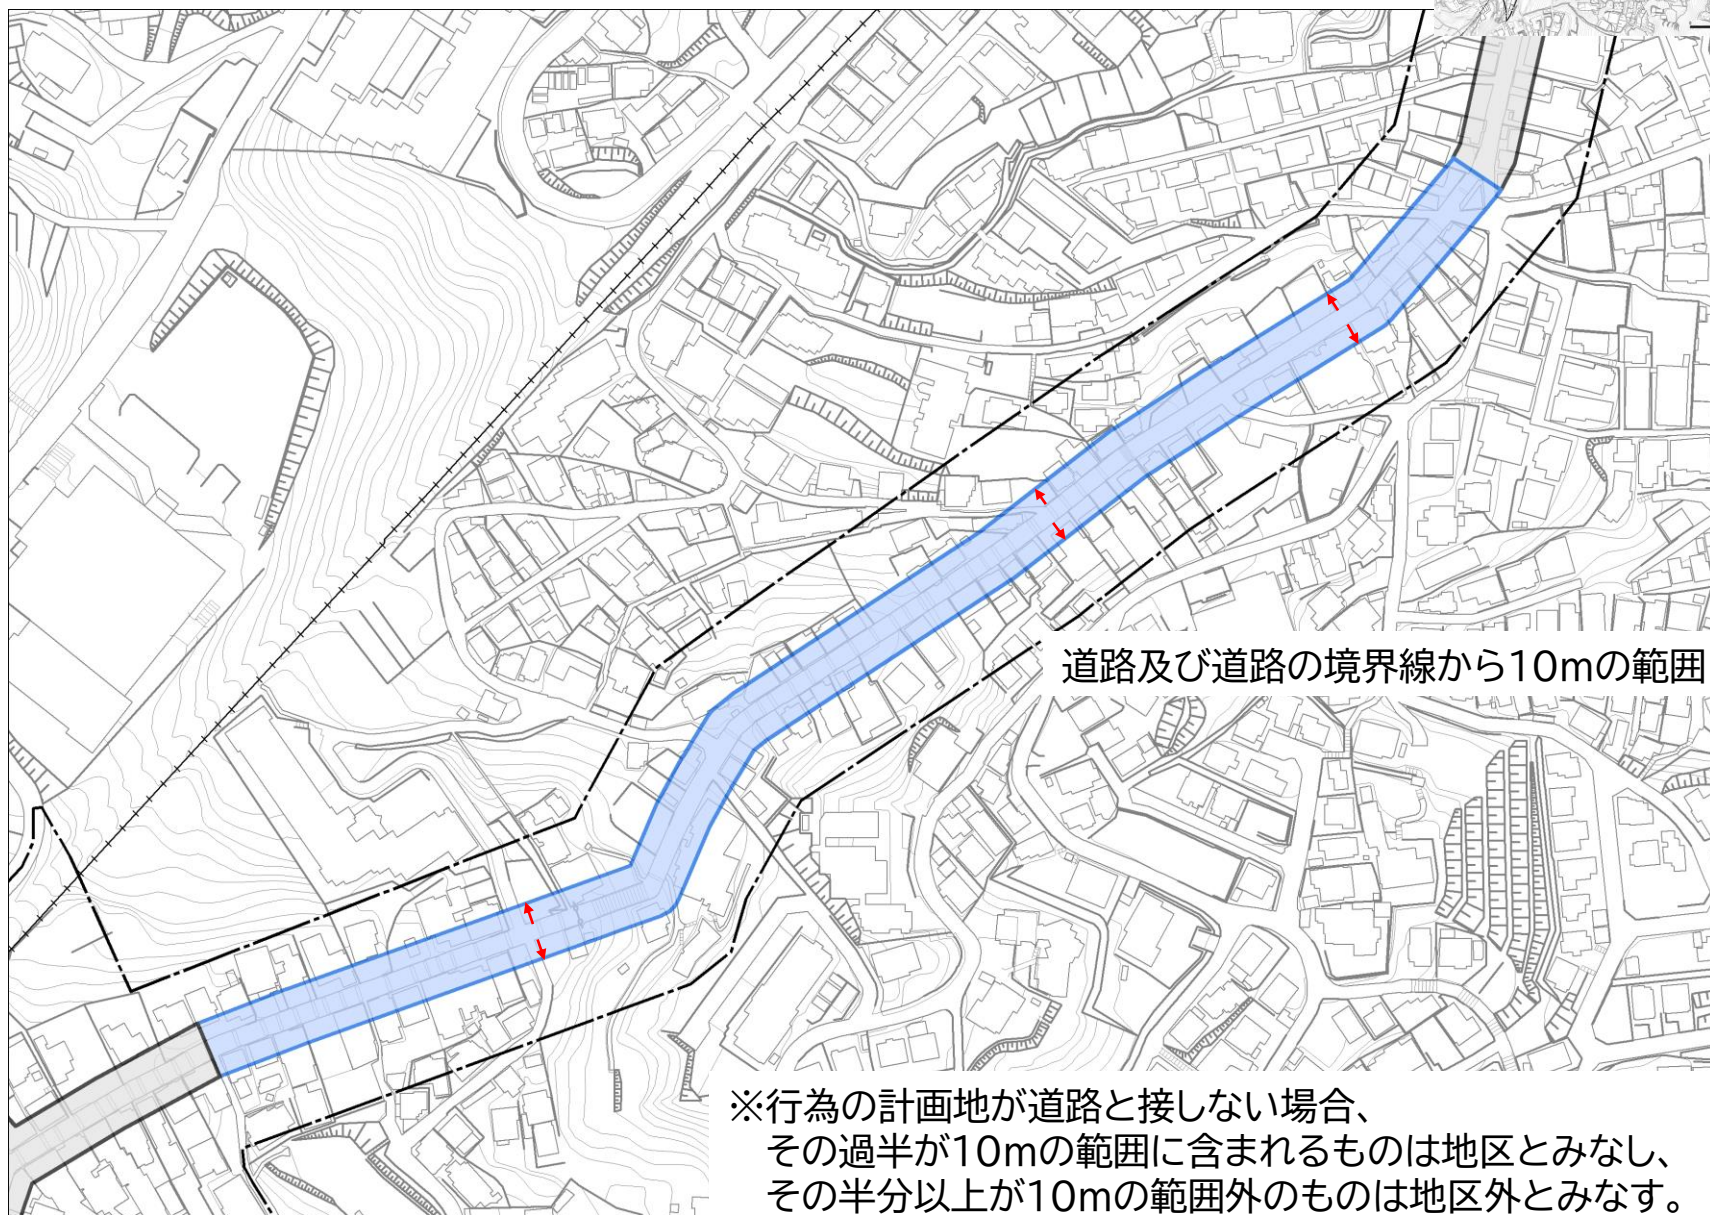 道路及び道路の境界線から10mの範囲
※行為の計画地が道路と接しない場合、
その過半が10mの範囲に含まれるものは地区とみなし、
その半分以上が10mの範囲外のものは地区外とみなす。